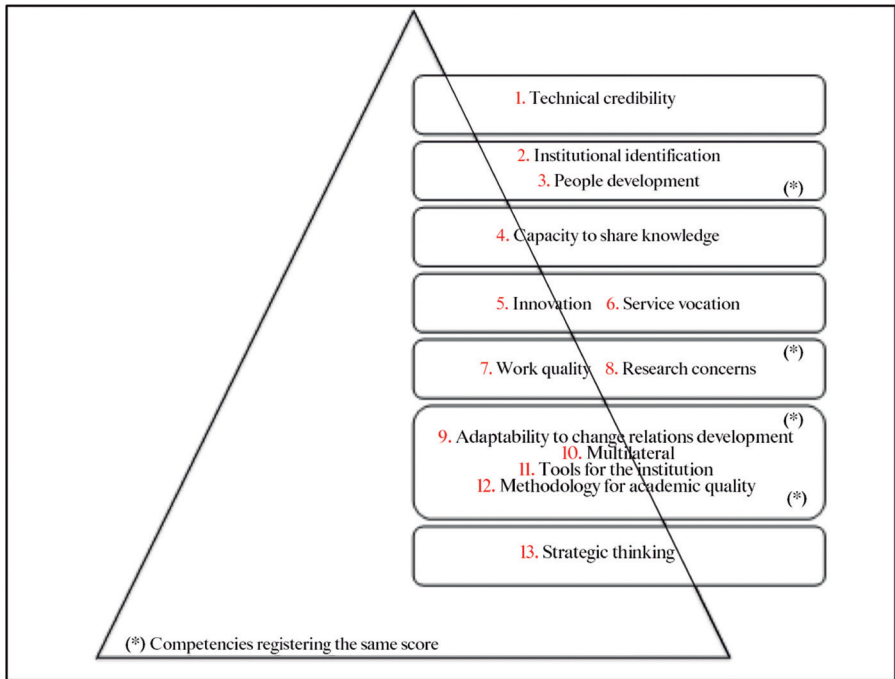 1. Technical credibility
2. Institutional identification
3. People development
(*)
4. Capacity to share knowledge
5. Innovation 6. Service vocation
(*)
7. Work quality 8. Research concerns
(*)
9. Adaptability to change relations development
10. Multilateral
11. Tools for the institution
12. Methodology for academic quality
(*)
13. Strategic thinking
(*) Competencies registering the same score